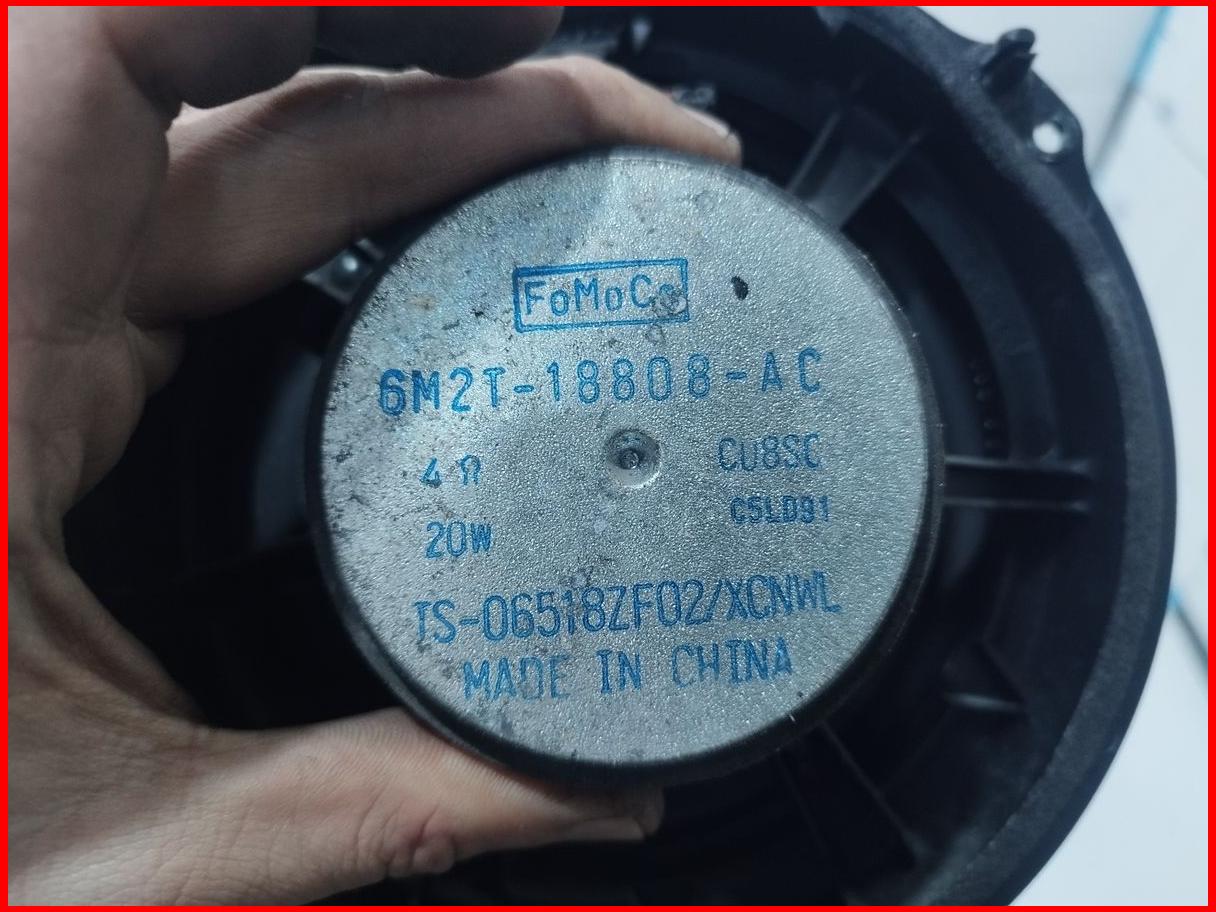 FoMoCo
6M2T-18808-AC
4 Ω CU8SC
20W C5LD91
TS-06518ZF02/XCNWL
MADE IN CHINA